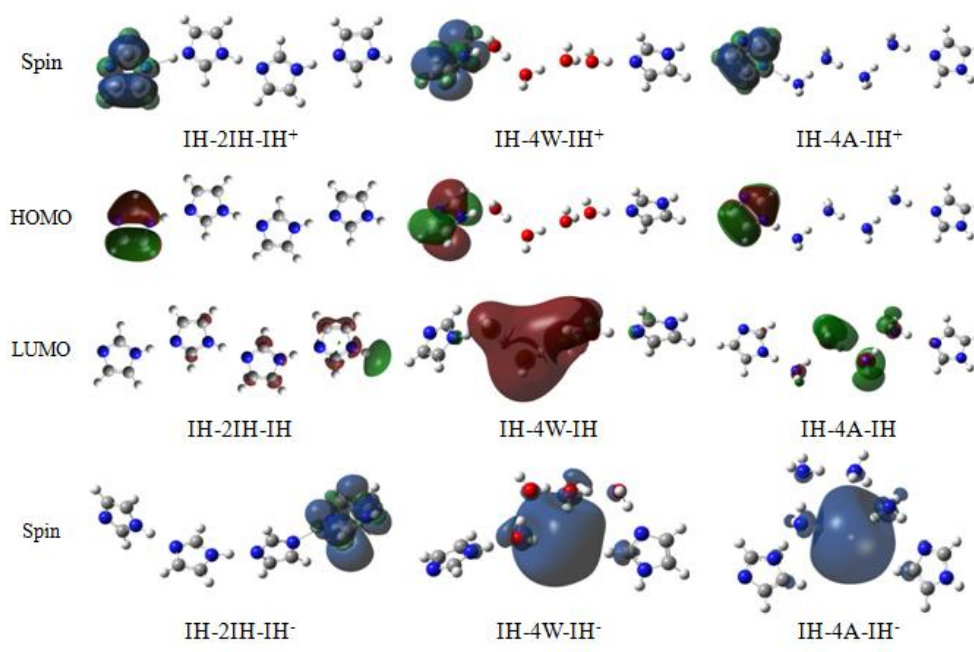 Spin
IH-2IH-IH⁺ IH-4W-IH⁺ IH-4A-IH⁺
HOMO
LUMO
IH-2IH-IH IH-4W-IH IH-4A-IH
Spin
IH-2IH-IH⁻ IH-4W-IH⁻ IH-4A-IH⁻